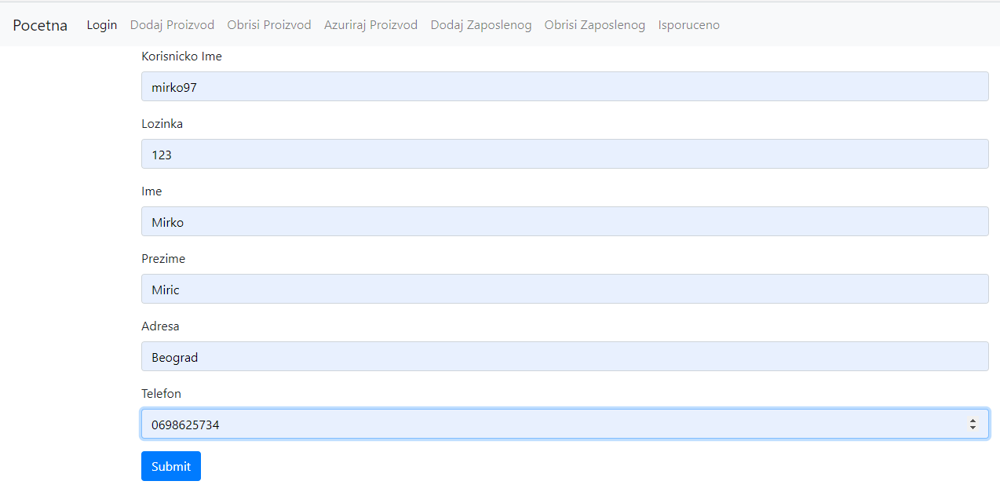 Pocetna Login Dodaj Proizvod Obrisi Proizvod Azuriraj Proizvod Dodaj Zaposlenog Obrisi Zaposlenog Isporuceno
Korisnicko Ime
mirko97
Lozinka
123
Ime
Mirko
Prezime
Miric
Adresa
Beograd
Telefon
0698625734
Submit